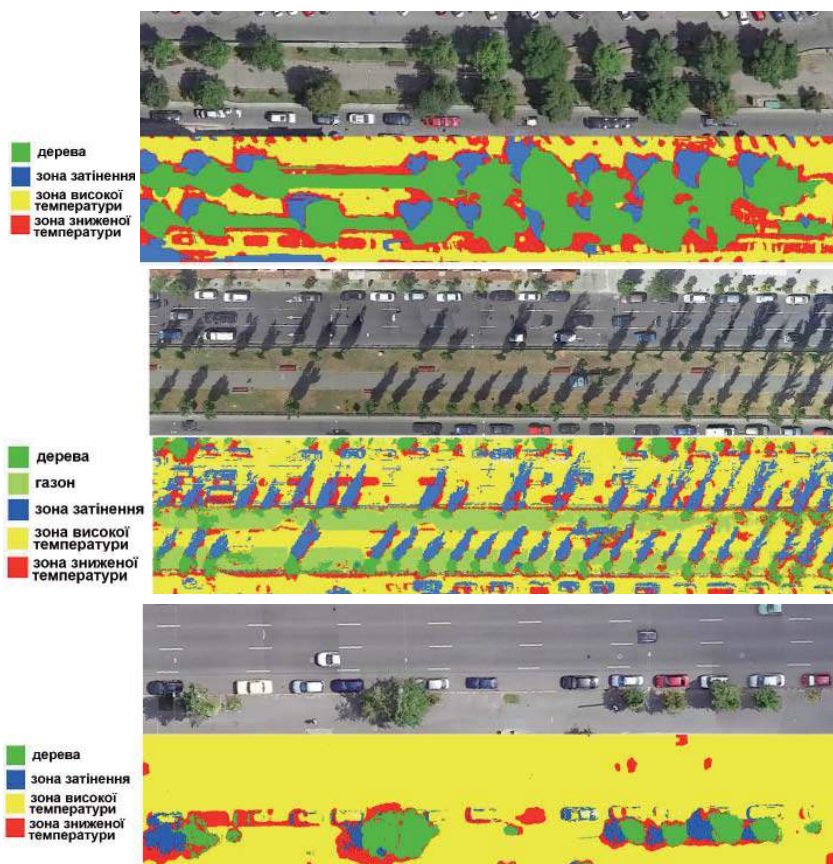 дерева
зона затінення
зона високої
температури
зона зниженої
температури
дерева
газон
зона затінення
зона високої
температури
зона зниженої
температури
дерева
зона затінення
зона високої
температури
зона зниженої
температури